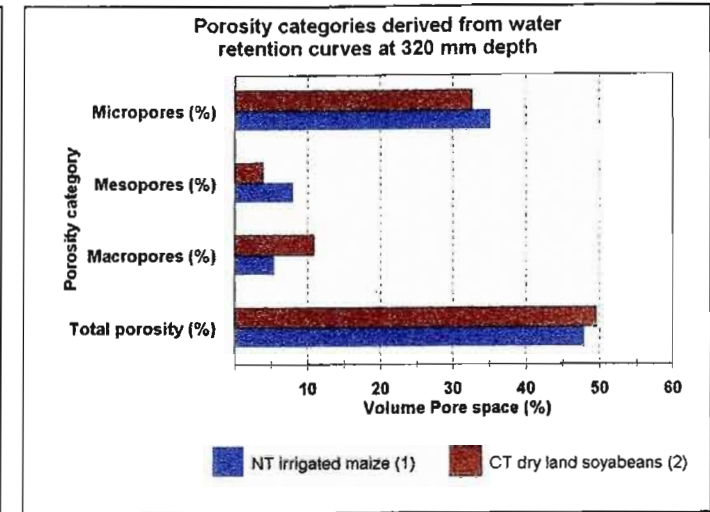 Porosity categories derived from water
retention curves at 320 mm depth
Porosity category
Micropores (%)
Mesopores (%)
Macropores (%)
Total porosity (%)
10 20 30 40 50 60
Volume Pore space (%)
NT irrigated maize (1) CT dry land soyabeans (2)